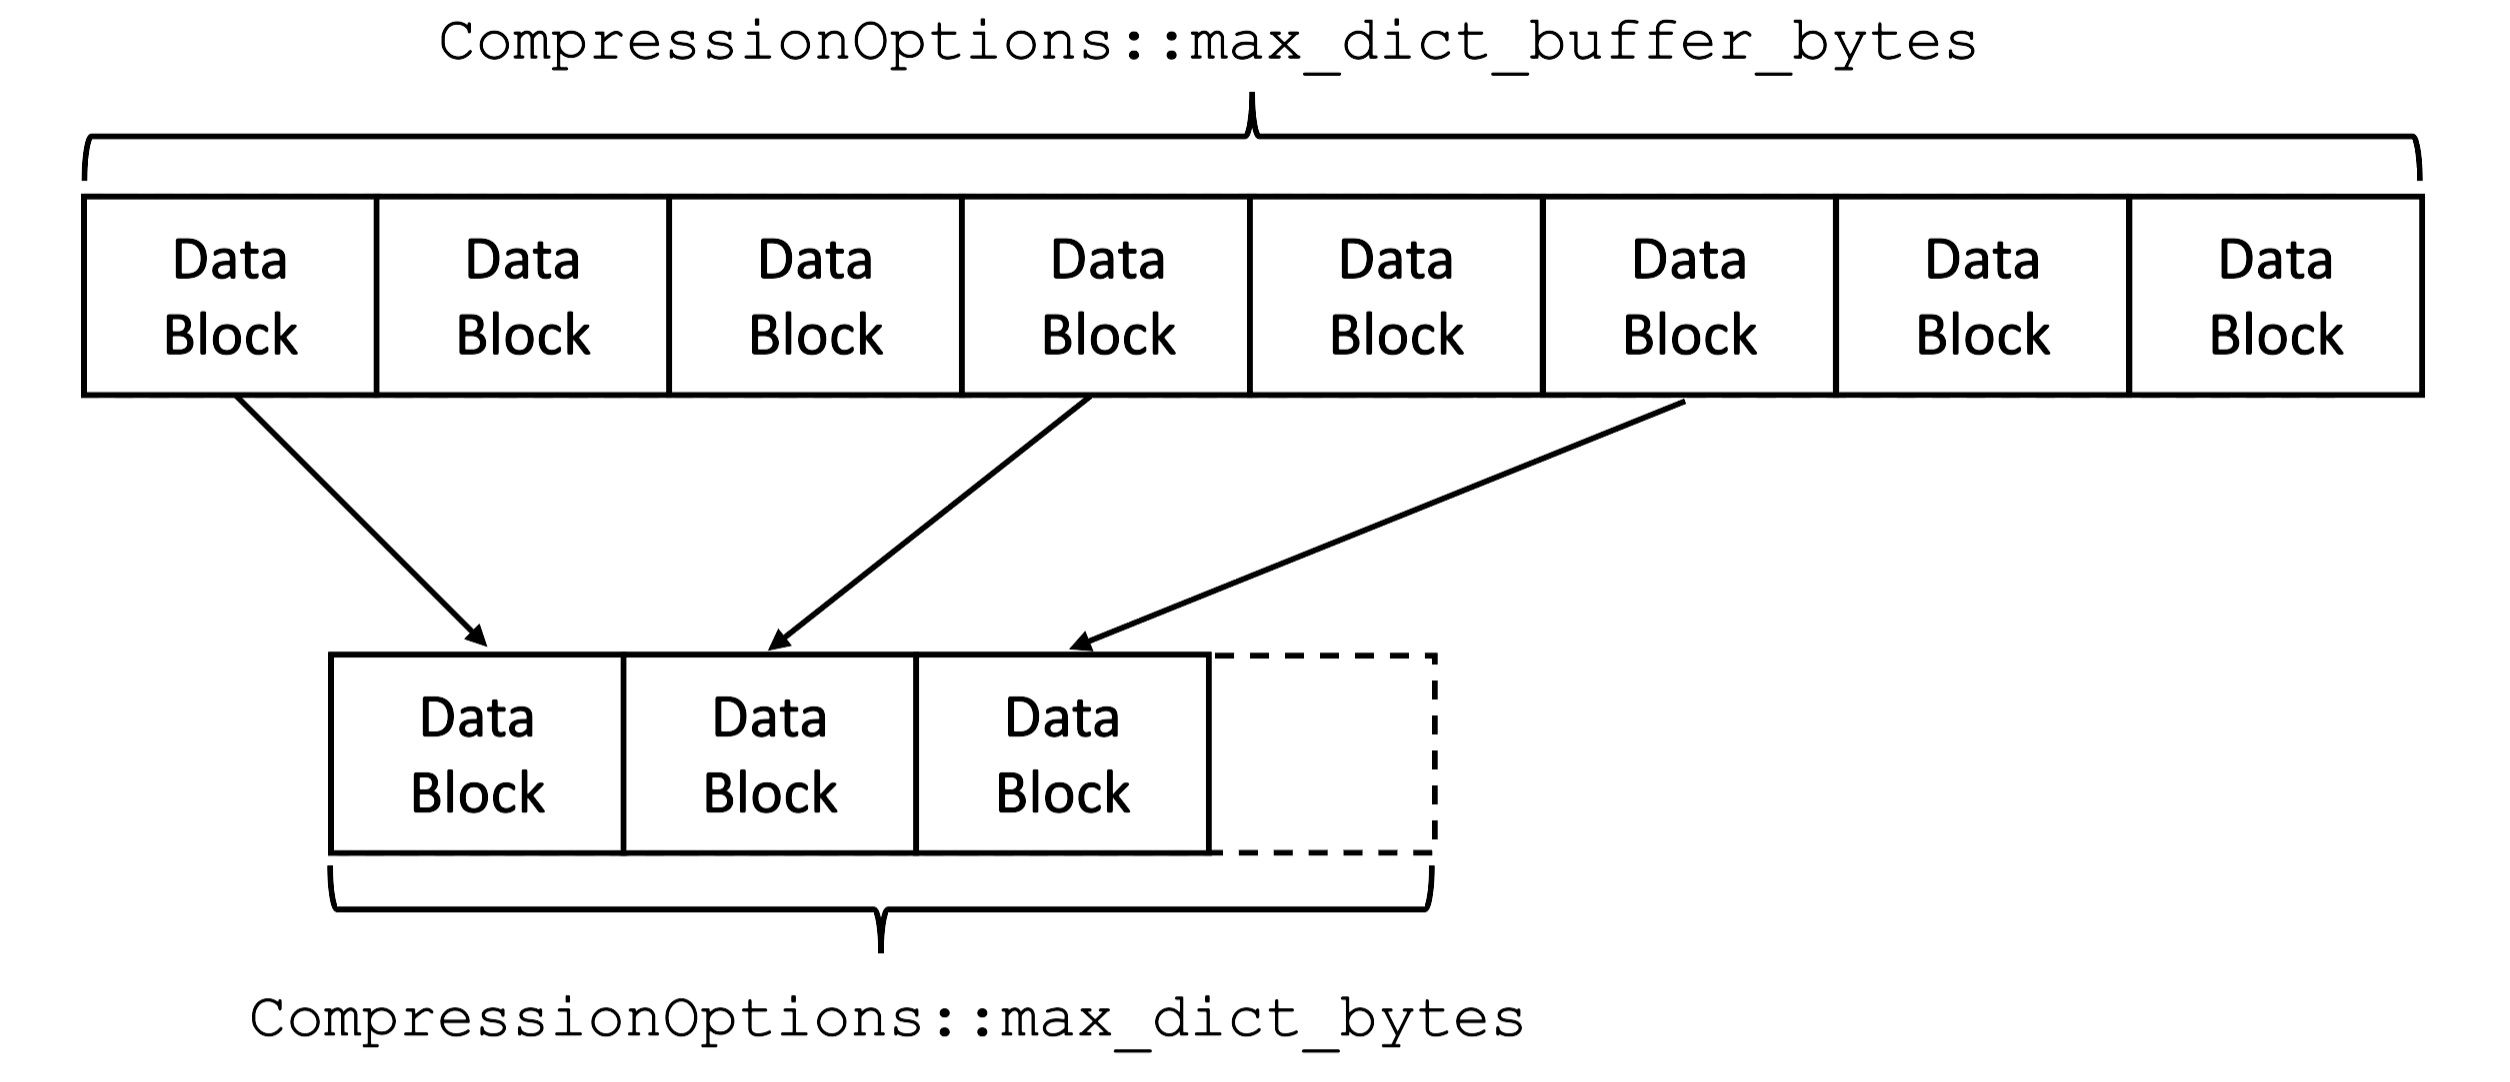 CompressionOptions::max_dict_buffer_bytes
Data Data Data Data Data Data Data Data
Block Block Block Block Block Block Block Block
Data Data Data
Block Block Block
CompressionOptions::max_dict_bytes